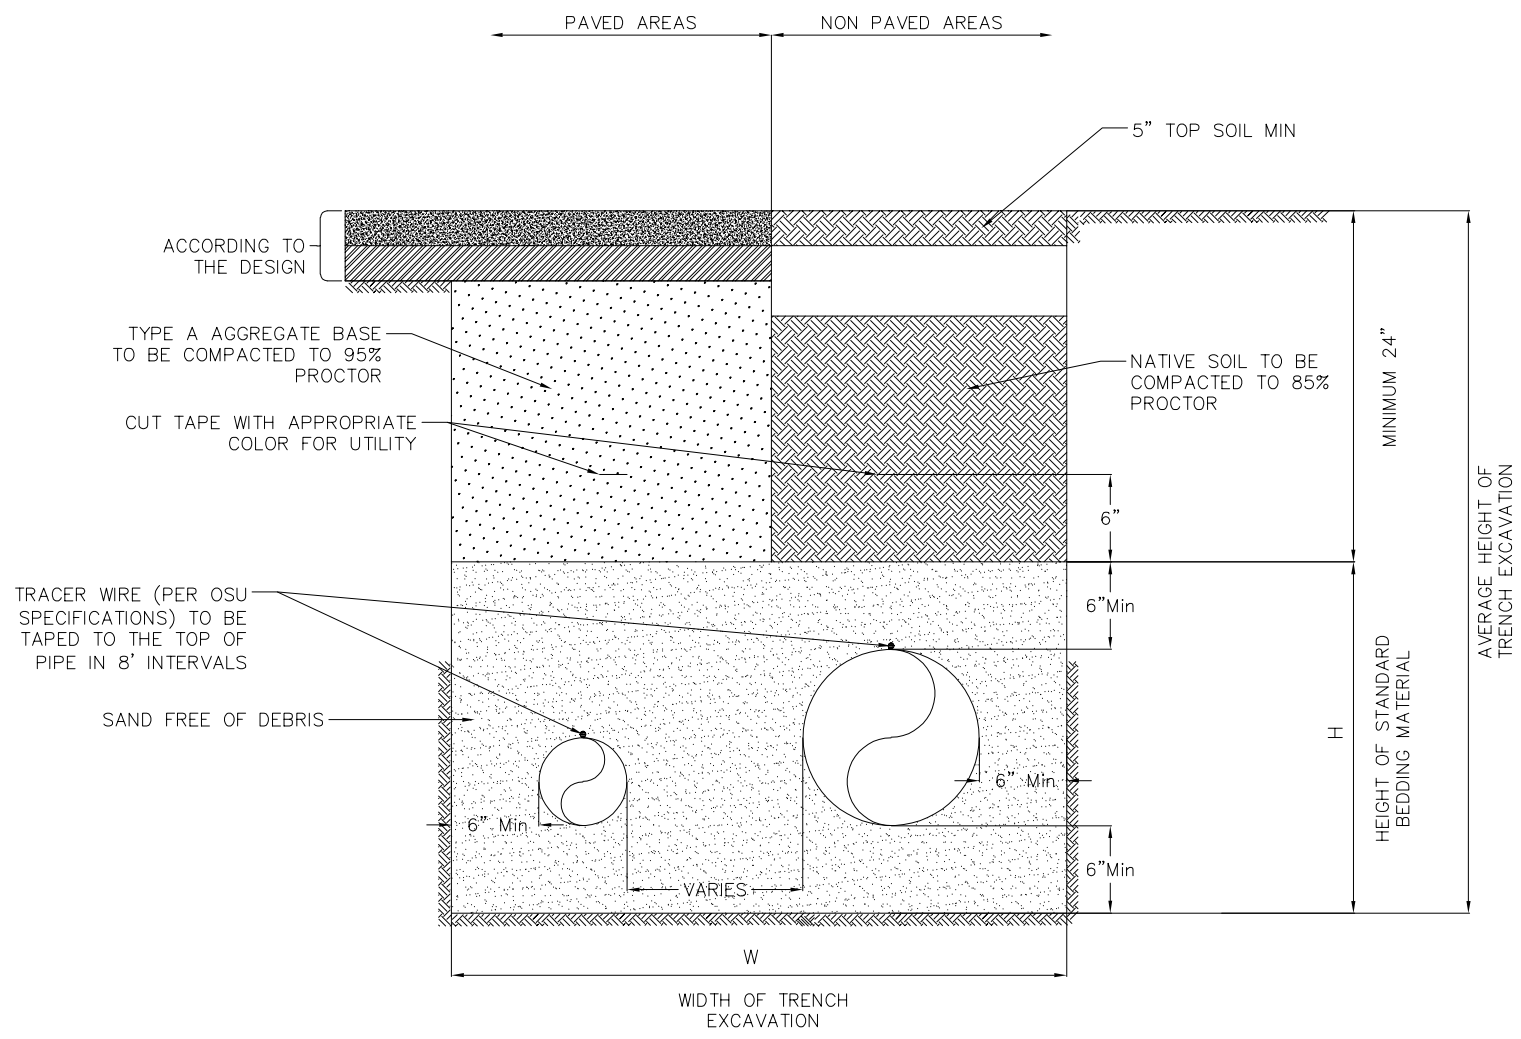 PAVED AREAS
NON PAVED AREAS
5” TOP SOIL MIN
ACCORDING TO
THE DESIGN
TYPE A AGGREGATE BASE
TO BE COMPACTED TO 95%
PROCTOR
NATIVE SOIL TO BE
COMPACTED TO 85%
PROCTOR
MINIMUM 24”
CUT TAPE WITH APPROPRIATE
COLOR FOR UTILITY
6”
AVERAGE HEIGHT OF
TRENCH EXCAVATION
TRACER WIRE (PER OSU
SPECIFICATIONS) TO BE
TAPED TO THE TOP OF
PIPE IN 8’ INTERVALS
6”Min
SAND FREE OF DEBRIS
H
HEIGHT OF STANDARD
BEDDING MATERIAL
6” Min
6” Min
6”Min
VARIES
W
WIDTH OF TRENCH
EXCAVATION